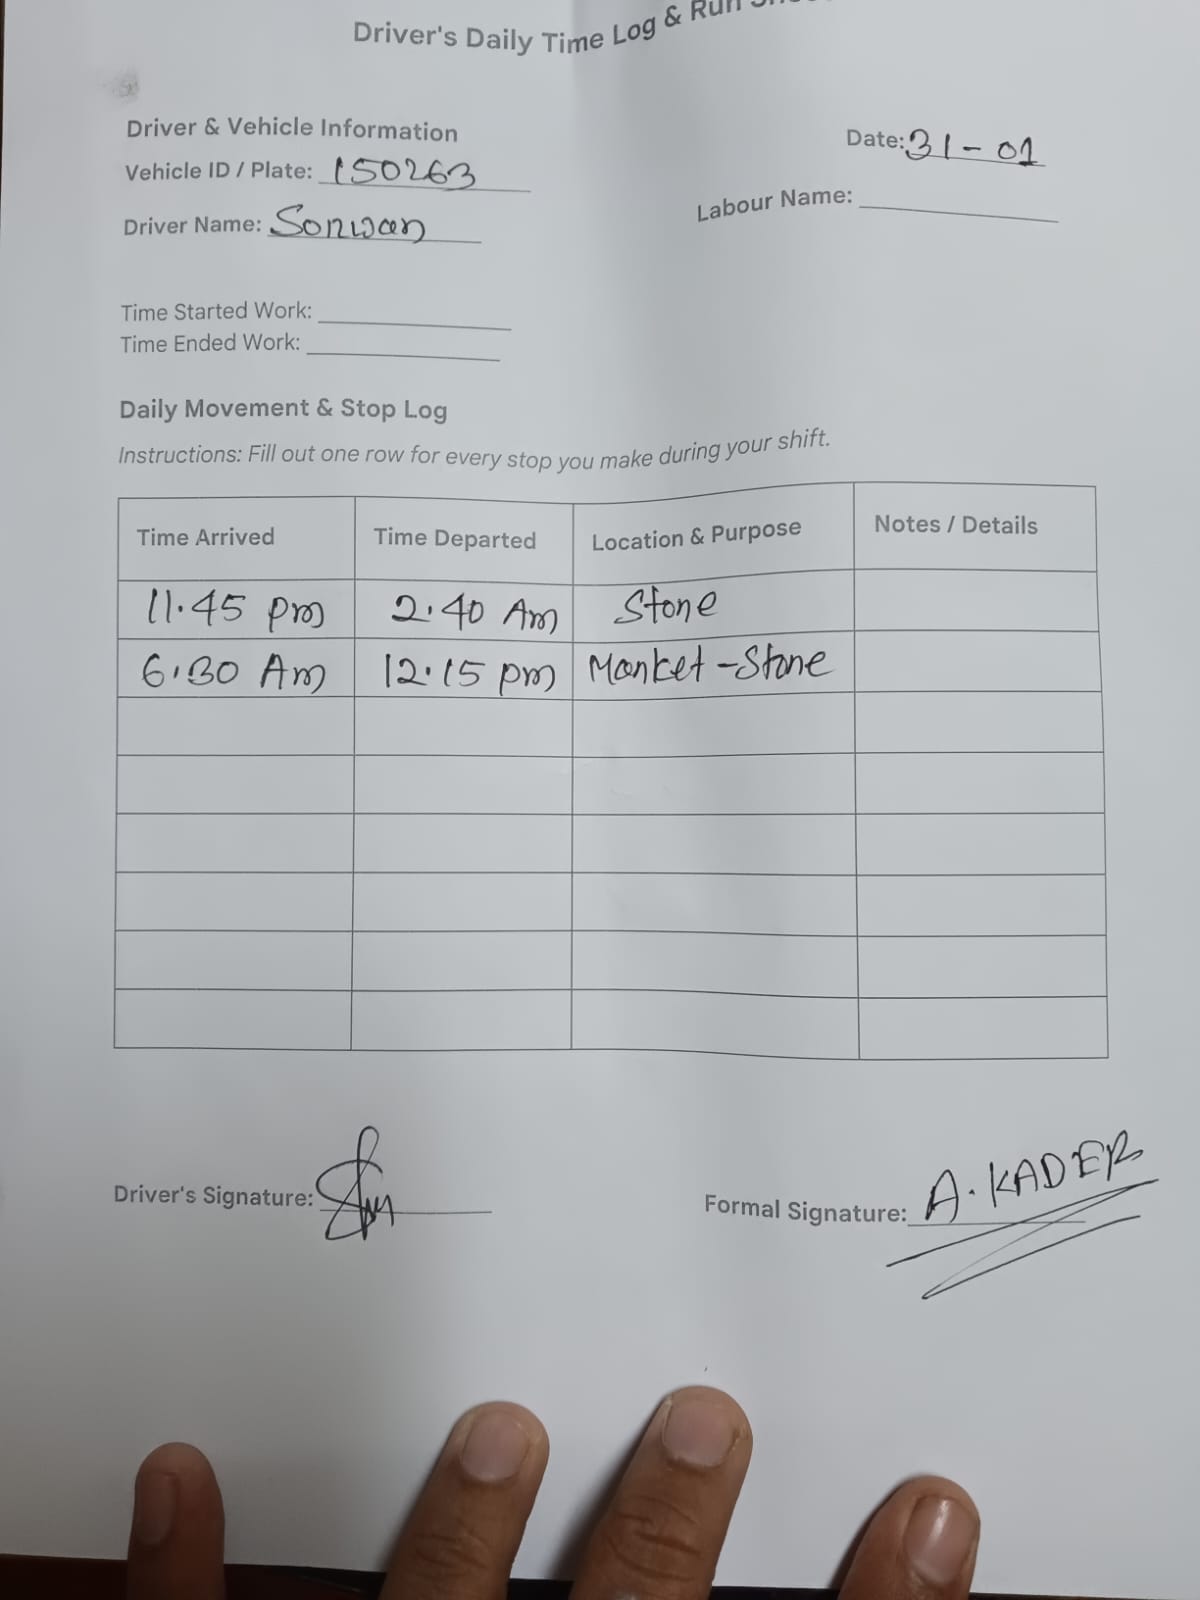 Driver's Daily Time Log & Run
Driver & Vehicle Information
Date: 31-01
Vehicle ID / Plate: 150263
Labour Name:
Driver Name: Sorwan
Time Started Work:
Time Ended Work:
Daily Movement & Stop Log
Instructions: Fill out one row for every stop you make during your shift.
Time Arrived Time Departed Location & Purpose Notes / Details
11.45 pm 2.40 Am Stone
6.30 Am 12.15 pm Market-Stone
Driver's Signature:
Formal Signature: A. KADER